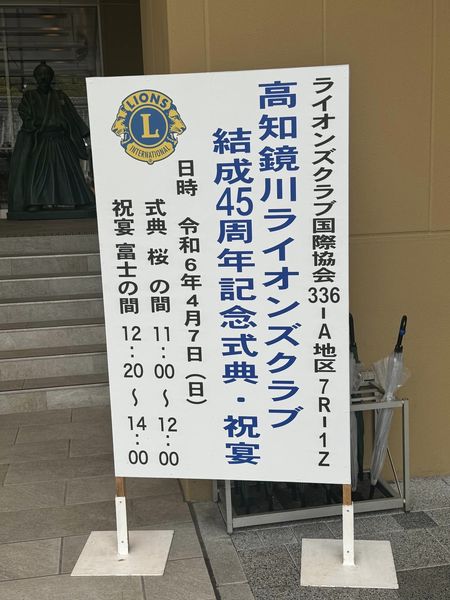 ライオンズクラブ国際協会336-A地区 7R-1Z
高知鏡川ライオンズクラブ
結成45周年記念式典・祝宴
日時 令和6年4月7日（日）
式典 桜の間 11:00～12:00
祝宴 富士の間 12:20～14:00
LIONS
L
INTERNATIONAL